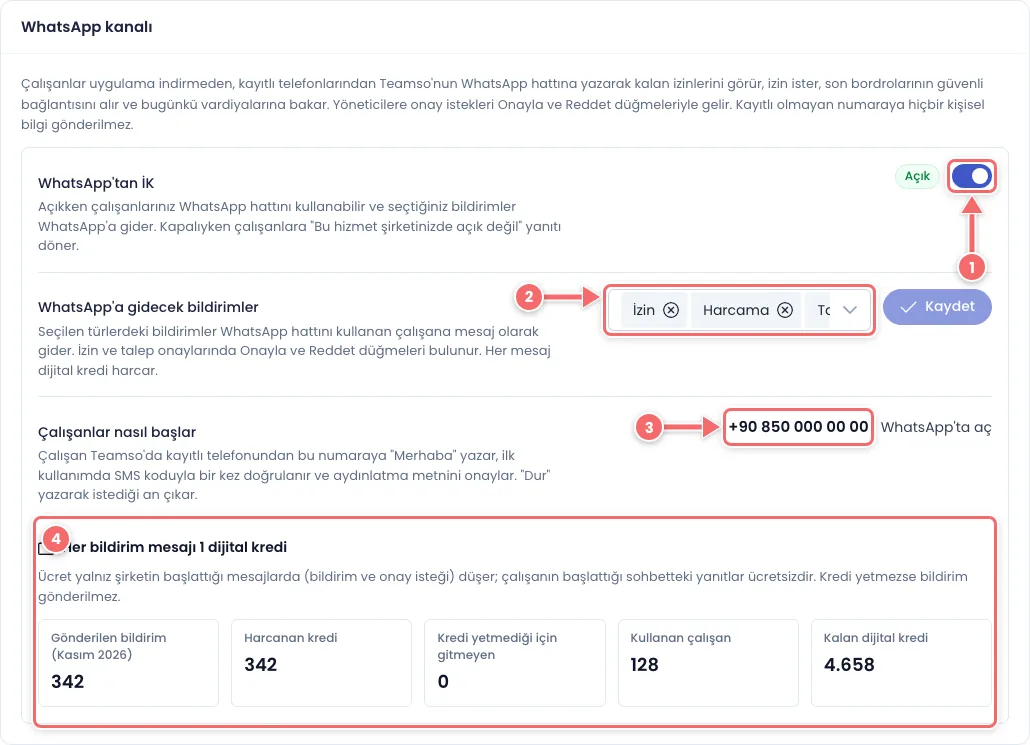 WhatsApp kanalı
Çalışanlar uygulama indirmeden, kayıtlı telefonlarından Teamso'nun WhatsApp hattına yazarak kalan izinlerini görür, izin ister, son bordrolarının güvenli
bağlantısını alır ve bugünkü vardiyalarına bakar. Yöneticilere onay istekleri Onayla ve Reddet düğmeleriyle gelir. Kayıtlı olmayan numaraya hiçbir kişisel
bilgi gönderilmez.
WhatsApp'tan İK
Açık
Açıkken çalışanlarınız WhatsApp hattını kullanabilir ve seçtiğiniz bildirimler
WhatsApp'a gider. Kapalıyken çalışanlara "Bu hizmet şirketinizde açık değil" yanıtı
döner.
1
WhatsApp'a gidecek bildirimler
2
İzin
Harcama
Kaydet
Seçilen türlerdeki bildirimler WhatsApp hattını kullanan çalışana mesaj olarak
gider. İzin ve talep onaylarında Onayla ve Reddet düğmeleri bulunur. Her mesaj
dijital kredi harcar.
Çalışanlar nasıl başlar
3
+90 850 000 00 00
WhatsApp'ta aç
Çalışan Teamso'da kayıtlı telefonundan bu numaraya "Merhaba" yazar, ilk
kullanımda SMS koduyla bir kez doğrulanır ve aydınlatma metnini onaylar. "Dur"
yazarak istediği an çıkar.
4
bildirim mesajı 1 dijital kredi
Ücret yalnız şirketin başlattığı mesajlarda (bildirim ve onay isteği) düşer; çalışanın başlattığı sohbetteki yanıtlar ücretsizdir. Kredi yetmezse bildirim
gönderilmez.
Gönderilen bildirim
(Kasım 2026)
342
Harcanan kredi
342
Kredi yetmediği için
gitmeyen
0
Kullanan çalışan
128
Kalan dijital kredi
4.658